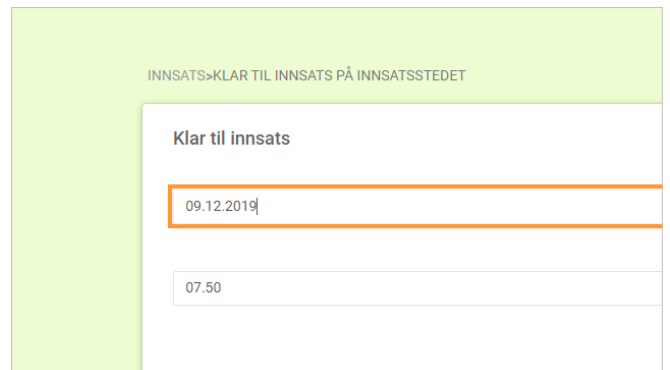 INNSATS>KLAR TIL INNSATS PÅ INNSATSSTEDET
Klar til innsats
09.12.2019
07.50